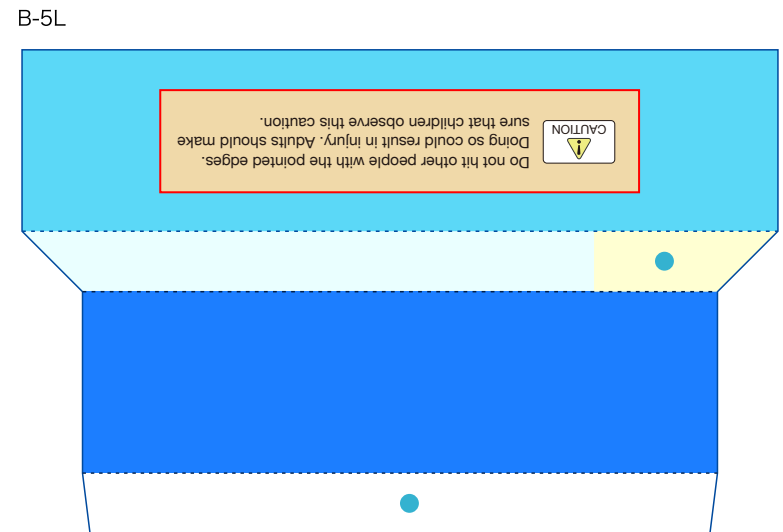 B-5L
CAUTION
Do not hit other people with the pointed edges.
Doing so could result in injury. Adults should make
sure that children observe this caution.